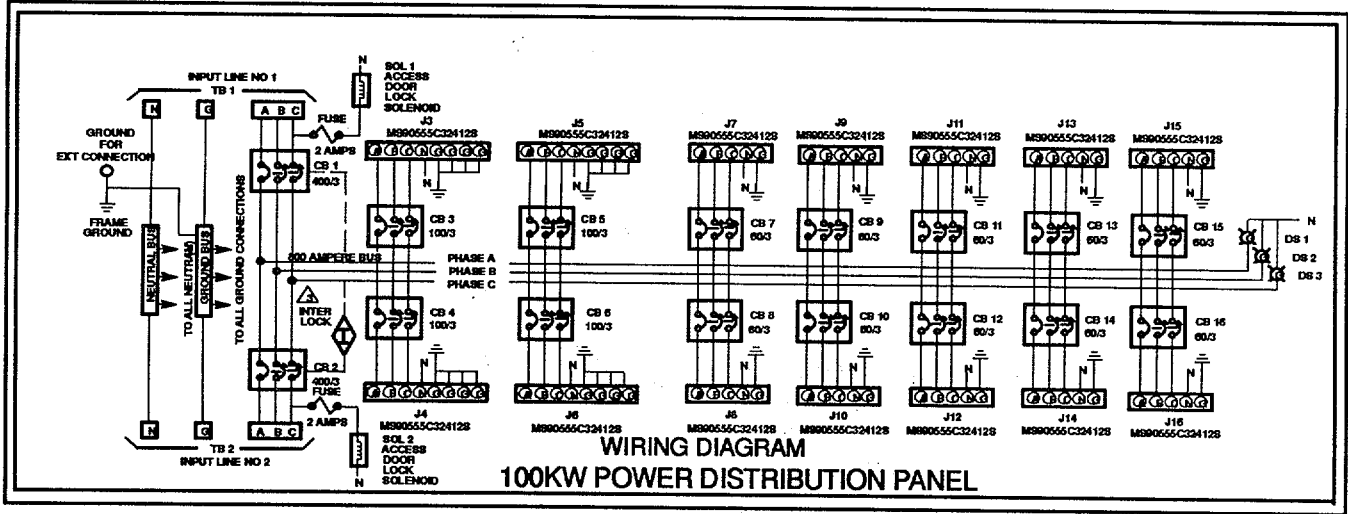 INPUT LINE NO 1
TB 1
N
G
A B C
GROUND
FOR
EXT CONNECTION
FRAME
GROUND
NEUTRAL BUS
TO ALL NEUTRAM)
GROUND BUS
TO ALL GROUND CONNECTIONS
CB 1
400/3
FUSE
2 AMPS
N
SOL 1
ACCESS
DOOR
LOCK
SOLENOID
800 AMPERE BUS
PHASE A
PHASE B
PHASE C
3
INTER
LOCK
I
CB 2
400/3
FUSE
2 AMPS
N
G
A B C
TB 2
INPUT LINE NO 2
SOL 2
ACCESS
DOOR
LOCK
SOLENOID
N
J3
MS90555C32412S
A B C N G G G G
N
CB 3
100/3
J5
MS90555C32412S
A B C N G G G G
N
CB 5
100/3
J7
MS90555C32412S
A B C N G
N
CB 7
60/3
J9
MS90555C32412S
A B C N G
N
CB 9
60/3
J11
MS90555C32412S
A B C N G
N
CB 11
60/3
J13
MS90555C32412S
A B C N G
N
CB 13
60/3
J15
MS90555C32412S
A B C N G
N
CB 15
60/3
N
DS 1
DS 2
DS 3
CB 4
100/3
N
A B C N G G G G
J4
MS90555C32412S
CB 6
100/3
N
A B C N G G G G
J6
MS90555C32412S
CB 8
60/3
N
A B C N G
J8
MS90555C32412S
CB 10
60/3
N
A B C N G
J10
MS90555C32412S
CB 12
60/3
N
A B C N G
J12
MS90555C32412S
CB 14
60/3
N
A B C N G
J14
MS90555C32412S
CB 16
60/3
N
A B C N G
J16
MS90555C32412S
WIRING DIAGRAM
100KW POWER DISTRIBUTION PANEL